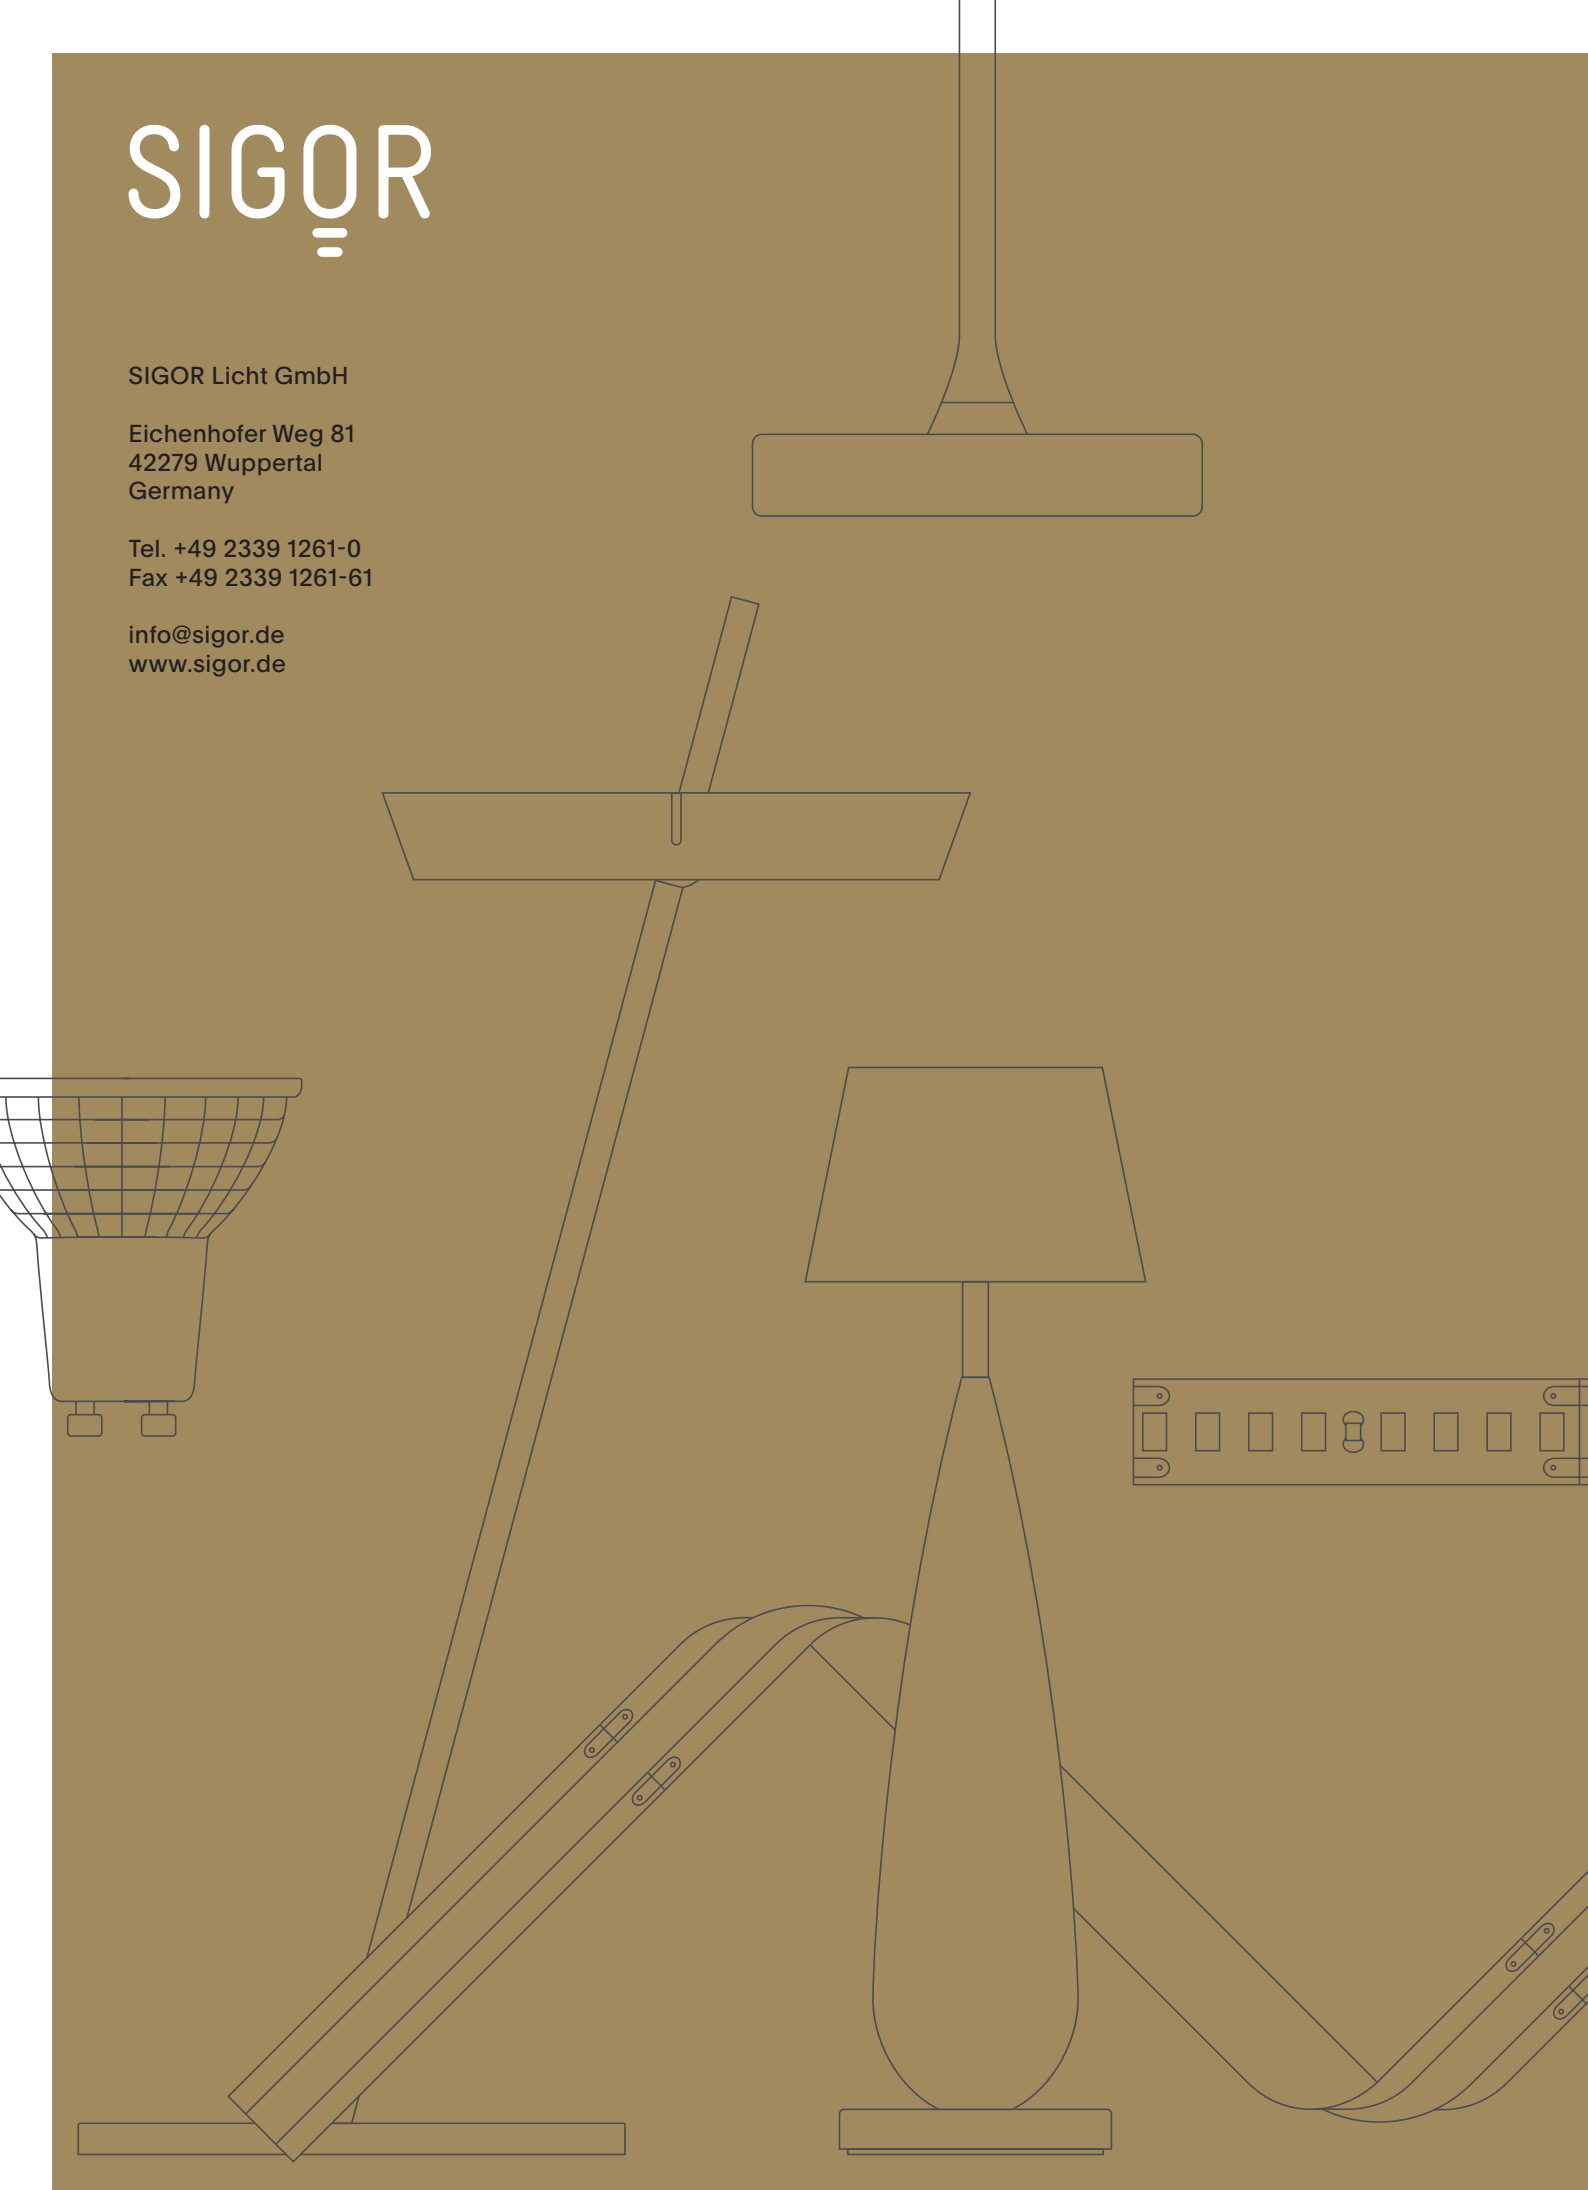 SIGOR
SIGOR Licht GmbH
Eichenhofer Weg 81
42279 Wuppertal
Germany
Tel. +49 2339 1261-0
Fax +49 2339 1261-61
info@sigor.de
www.sigor.de